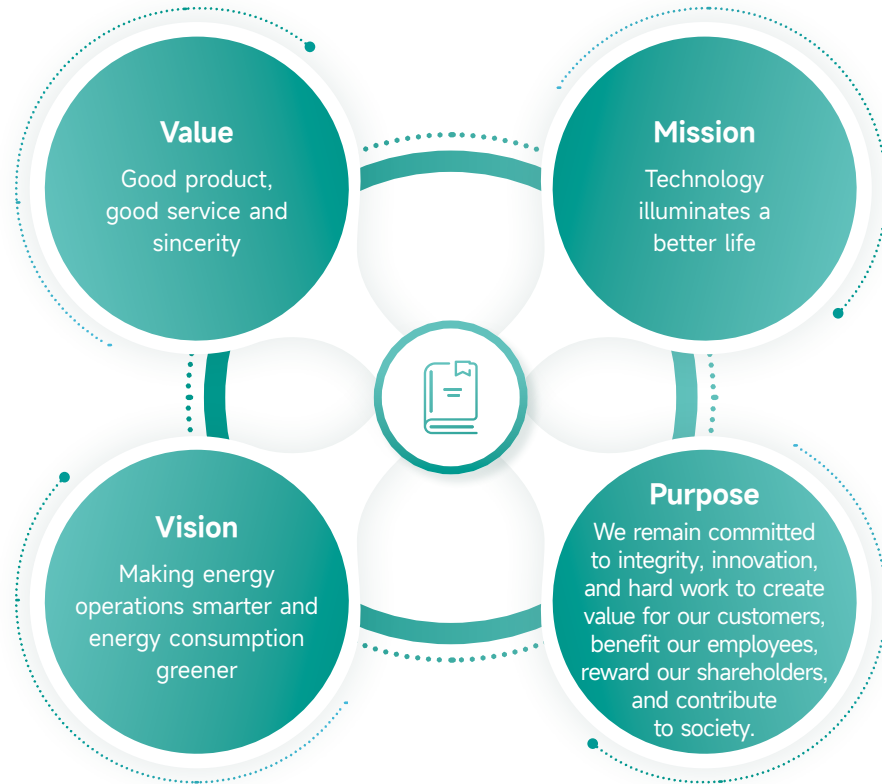 Value
Good product,
good service and
sincerity
Mission
Technology
illuminates a
better life
Vision
Making energy
operations smarter and
energy consumption
greener
Purpose
We remain committed
to integrity, innovation,
and hard work to create
value for our customers,
benefit our employees,
reward our shareholders,
and contribute
to society.